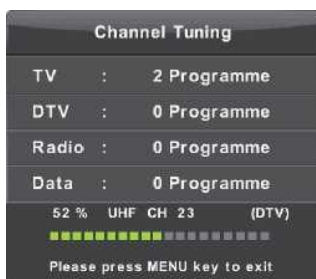 Channel Tuning
TV : 2 Programme
DTV : 0 Programme
Radio : 0 Programme
Data : 0 Programme
52 % UHF CH 23 (DTV)
Please press MENU key to exit